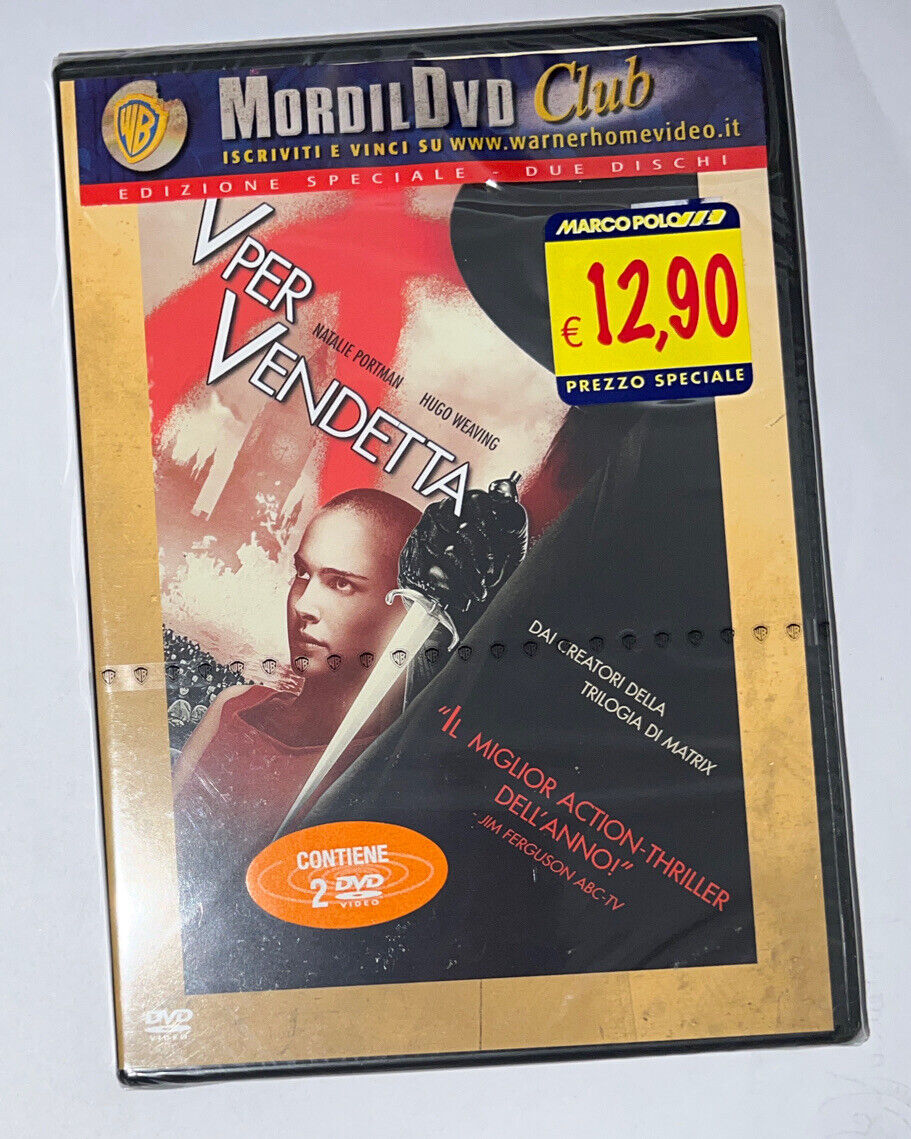 WB
MORDILDVD Club
ISCRIVITI E VINCI SU www.warnerhomevideo.it
EDIZIONE SPECIALE - DUE DISCHI
MARCOPOLO
€ 12,90
PREZZO SPECIALE
V PER
VENDETTA
NATALIE PORTMAN
HUGO WEAVING
DAI CREATORI DELLA
TRILOGIA DI MATRIX
"IL MIGLIOR ACTION-THRILLER
DELL'ANNO!"
JIM FERGUSON ABC-TV
CONTIENE
2 DVD
VIDEO
DVD
VIDEO